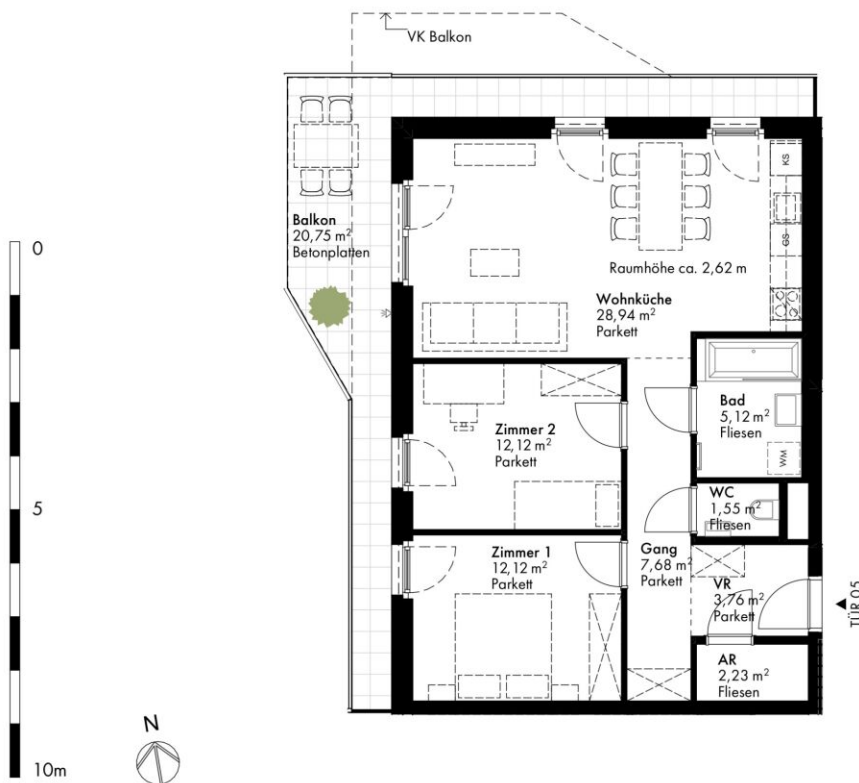 VK Balkon
KS
GS
Balkon
20,75 m²
Betonplatten
0
Raumhöhe ca. 2,62 m
Wohnküche
28,94 m²
Parkett
Bad
5,12 m²
Fliesen
WM
Zimmer 2
12,12 m²
Parkett
WC
1,55 m²
Fliesen
5
Zimmer 1
12,12 m²
Parkett
Gang
7,68 m²
Parkett
VR
3,76 m²
Parkett
TÜR 05
AR
2,23 m²
Fliesen
N
10m